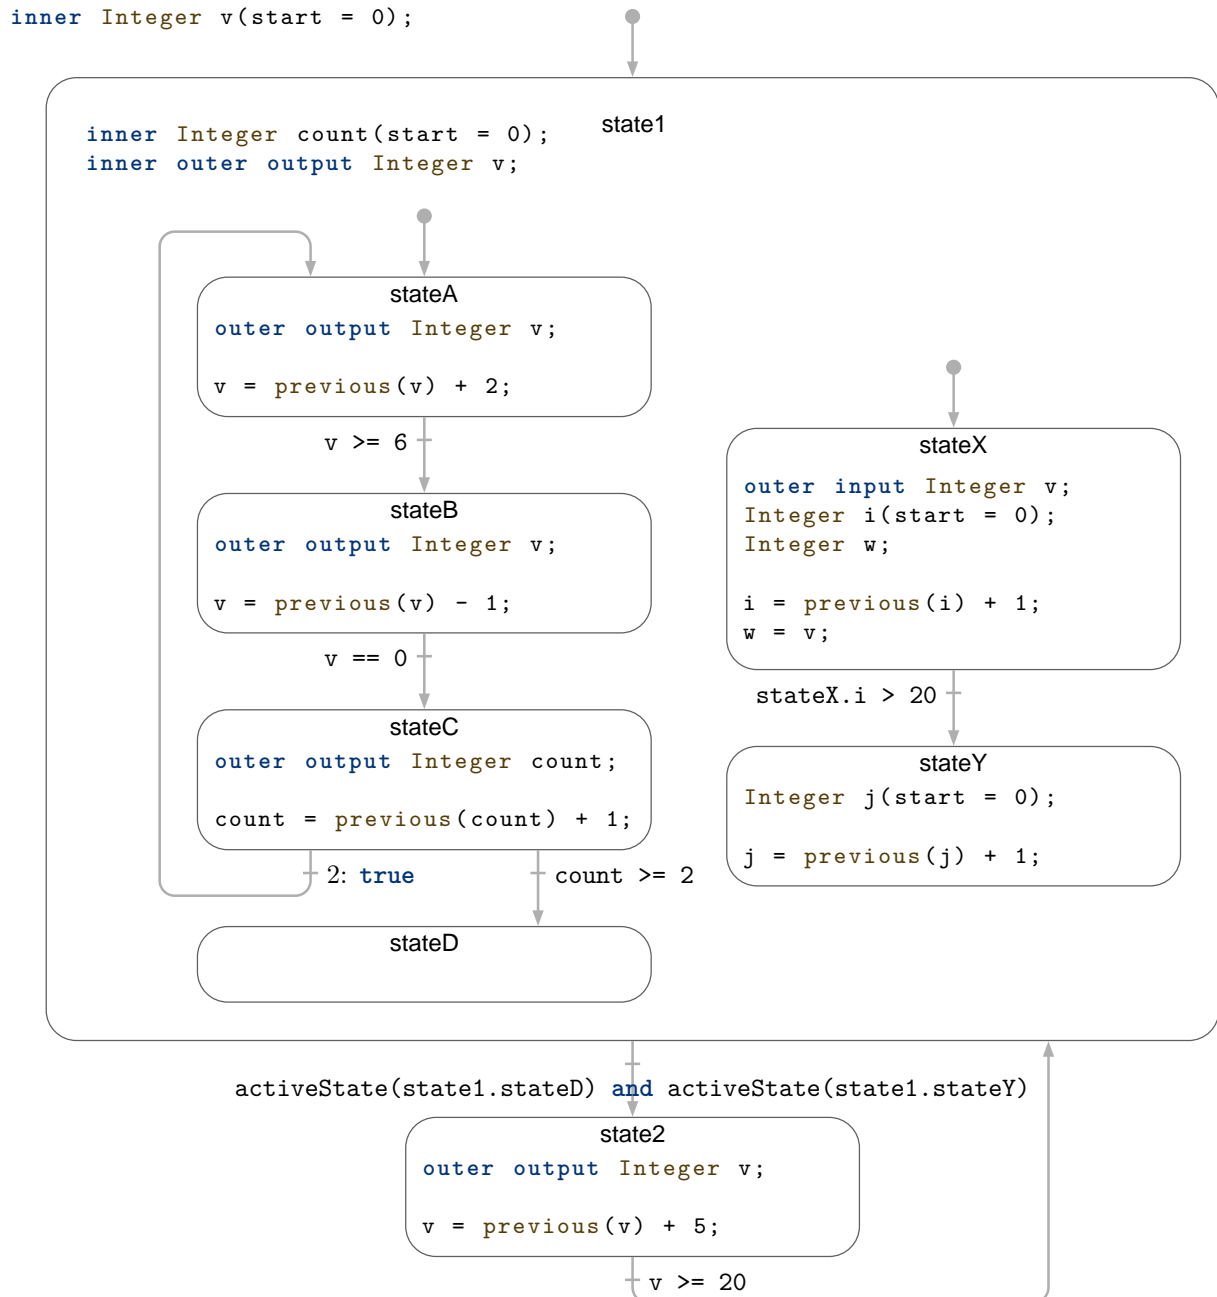 inner Integer v(start = 0);
state1
inner Integer count(start = 0);
inner outer output Integer v;
stateA
outer output Integer v;
v = previous(v) + 2;
v >= 6
stateB
outer output Integer v;
v = previous(v) - 1;
v == 0
stateC
outer output Integer count;
count = previous(count) + 1;
2: true
count >= 2
stateD
stateX
outer input Integer v;
Integer i(start = 0);
Integer w;
i = previous(i) + 1;
w = v;
stateX.i > 20
stateY
Integer j(start = 0);
j = previous(j) + 1;
activeState(state1.stateD) and activeState(state1.stateY)
state2
outer output Integer v;
v = previous(v) + 5;
v >= 20